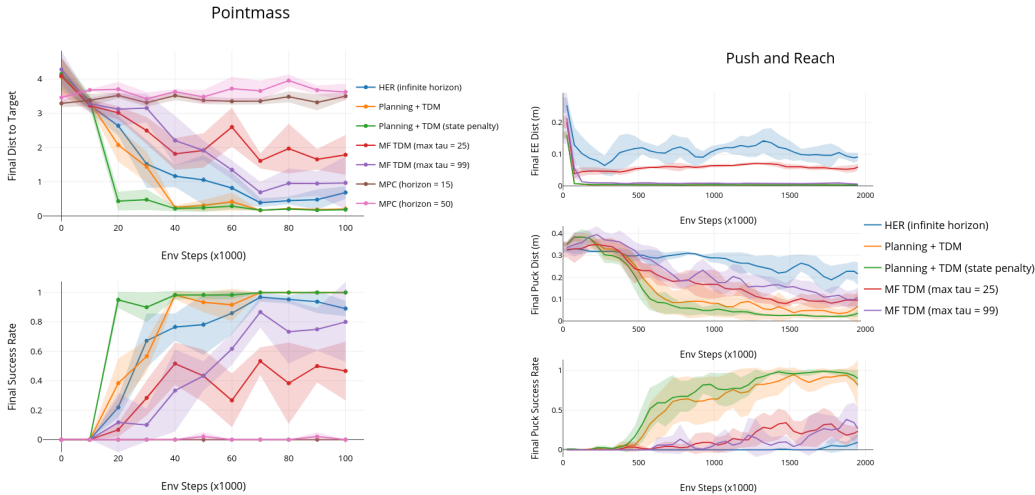 Pointmass
Final Dist to Target
4
3
2
1
0
0
20
40
60
80
100
Env Steps (x1000)
HER (infinite horizon)
Planning + TDM
Planning + TDM (state penalty)
MF TDM (max tau = 25)
MF TDM (max tau = 99)
MPC (horizon = 15)
MPC (horizon = 50)
Final Success Rate
1
0.8
0.6
0.4
0.2
0
0
20
40
60
80
100
Env Steps (x1000)
Push and Reach
Final EE Dist (m)
0.2
0.1
0
0
500
1000
1500
2000
Env Steps (x1000)
Final Puck Dist (m)
0.4
0.3
0.2
0.1
0
0
500
1000
1500
2000
Env Steps (x1000)
HER (infinite horizon)
Planning + TDM
Planning + TDM (state penalty)
MF TDM (max tau = 25)
MF TDM (max tau = 99)
Final Puck Success Rate
1
0.5
0
0
500
1000
1500
2000
Env Steps (x1000)